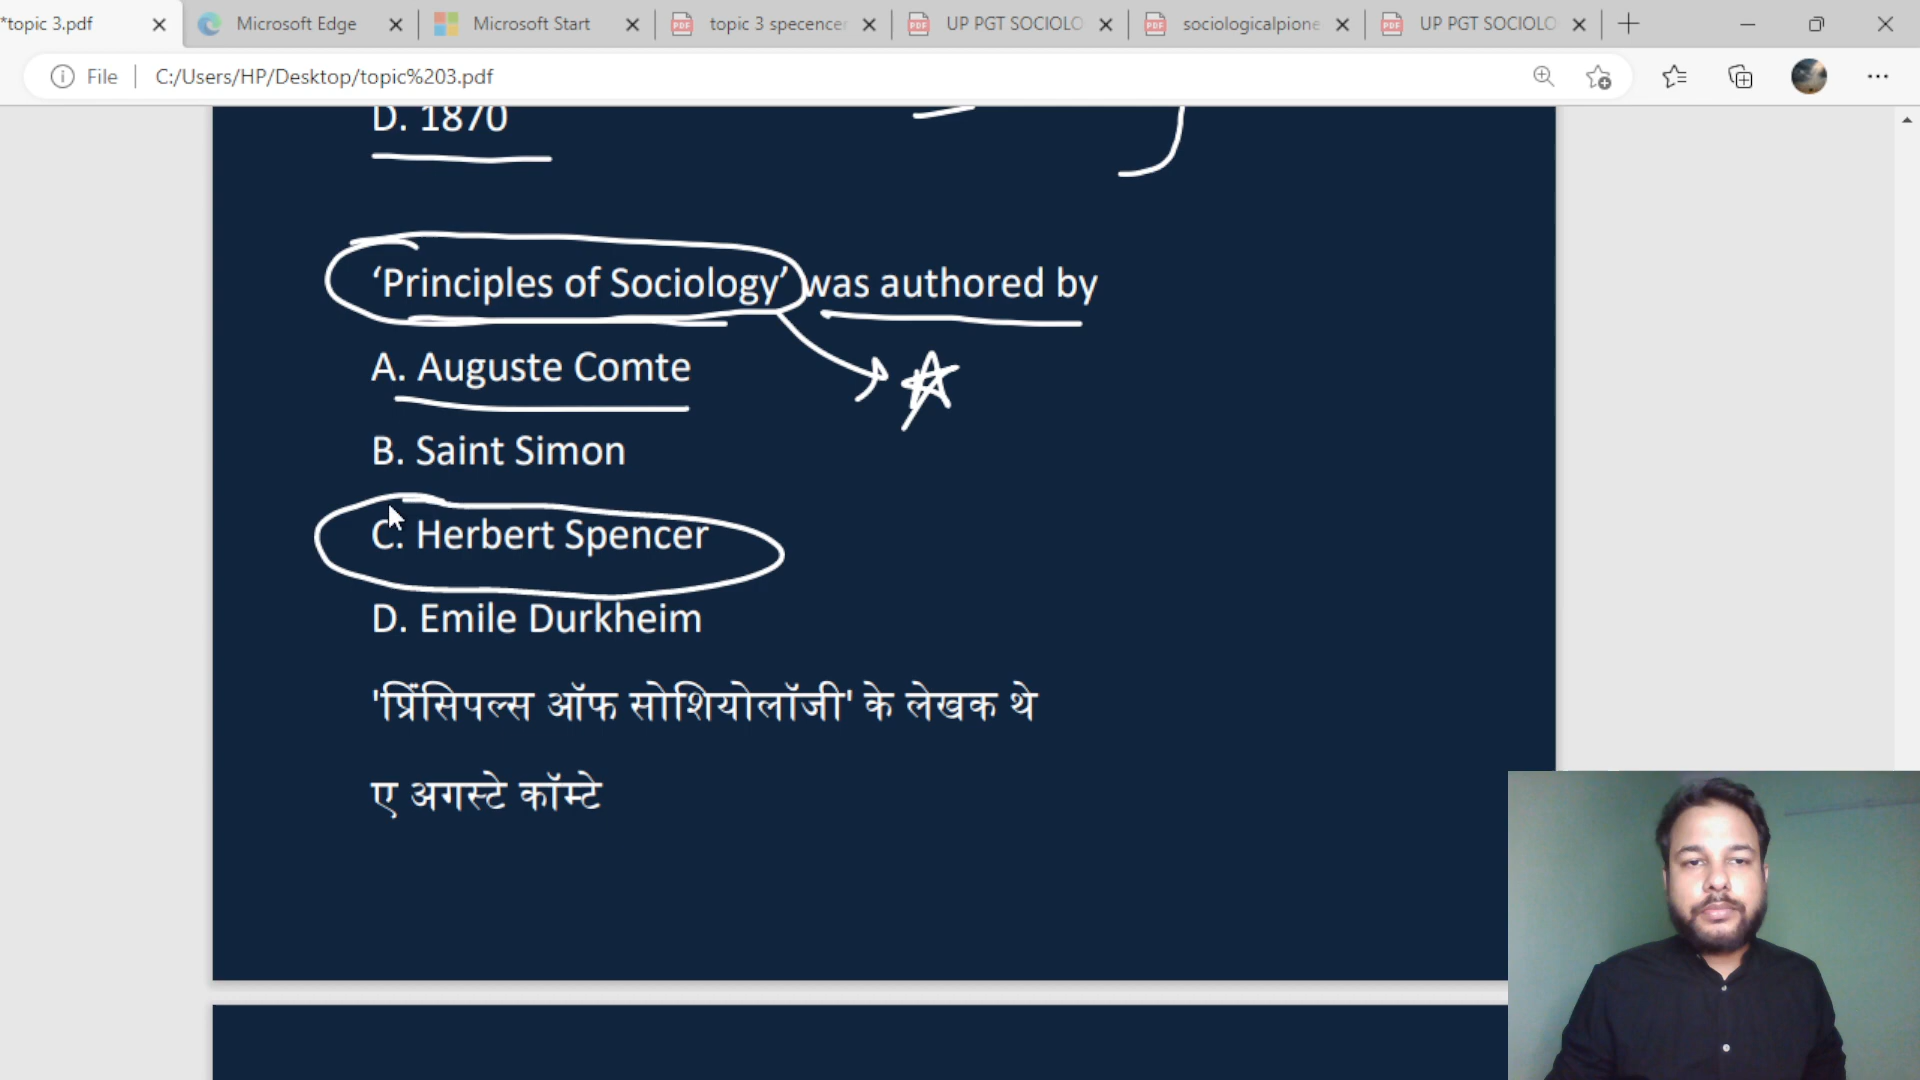 *topic 3.pdf
Microsoft Edge
Microsoft Start
topic 3 specencer
UP PGT SOCIOLO
sociologicalpione
UP PGT SOCIOLO
File
C:/Users/HP/Desktop/topic%203.pdf
D. 1870
‘Principles of Sociology’ was authored by
A. Auguste Comte
B. Saint Simon
C. Herbert Spencer
D. Emile Durkheim
'प्रिंसिपल्स ऑफ सोशियोलॉजी' के लेखक थे
ए अगस्टे कॉम्टे